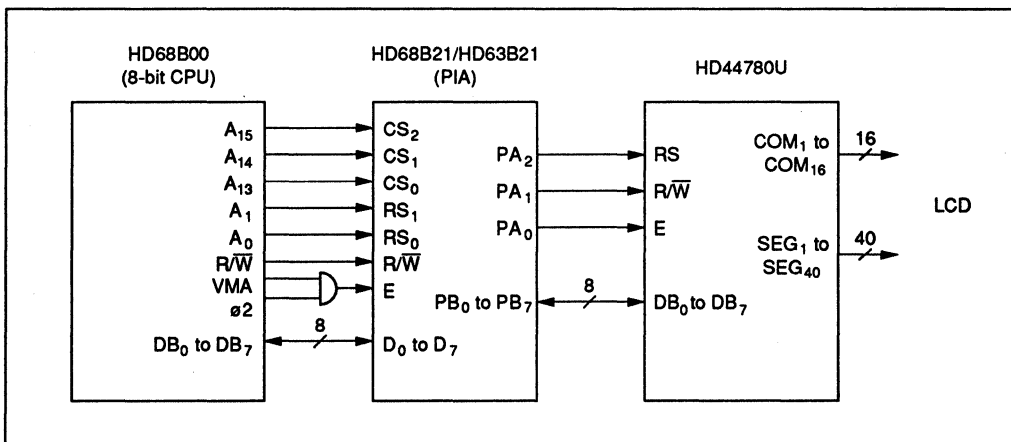 HD68B00
(8-bit CPU)
HD68B21/HD63B21
(PIA)
HD44780U
A₁₅
A₁₄
A₁₃
A₁
A₀
R/W̅
VMA
ø2
DB₀ to DB₇
8
CS₂
CS₁
CS₀
RS₁
RS₀
R/W̅
E
D₀ to D₇
PA₂
PA₁
PA₀
PB₀ to PB₇
8
RS
R/W̅
E
DB₀ to DB₇
COM₁ to
COM₁₆
16
SEG₁ to
SEG₄₀
40
LCD